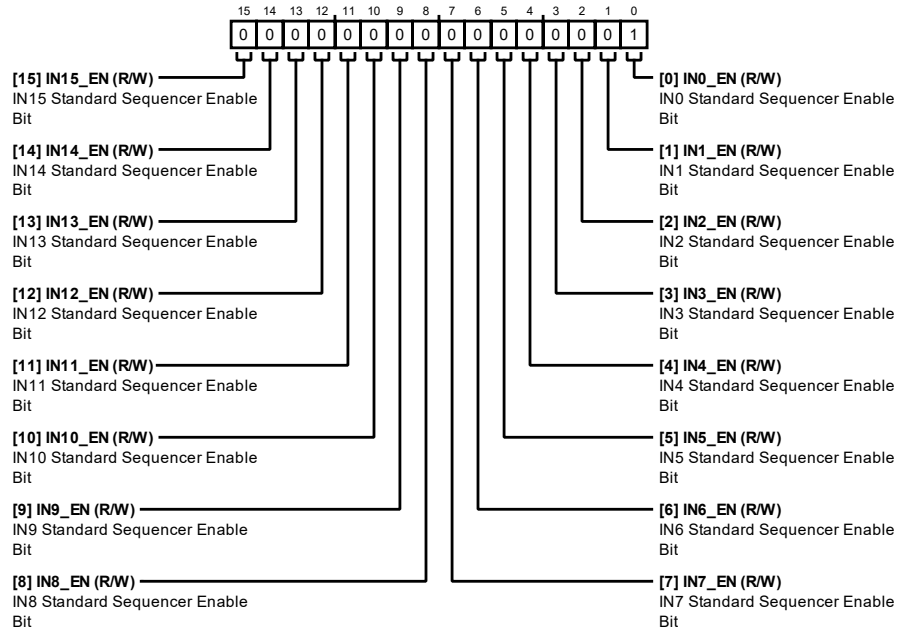 15 14 13 12 11 10 9 8 7 6 5 4 3 2 1 0
0 0 0 0 0 0 0 0 0 0 0 0 0 0 0 1
[15] IN15_EN (R/W)
IN15 Standard Sequencer Enable
Bit
[14] IN14_EN (R/W)
IN14 Standard Sequencer Enable
Bit
[13] IN13_EN (R/W)
IN13 Standard Sequencer Enable
Bit
[12] IN12_EN (R/W)
IN12 Standard Sequencer Enable
Bit
[11] IN11_EN (R/W)
IN11 Standard Sequencer Enable
Bit
[10] IN10_EN (R/W)
IN10 Standard Sequencer Enable
Bit
[9] IN9_EN (R/W)
IN9 Standard Sequencer Enable
Bit
[8] IN8_EN (R/W)
IN8 Standard Sequencer Enable
Bit
[0] IN0_EN (R/W)
IN0 Standard Sequencer Enable
Bit
[1] IN1_EN (R/W)
IN1 Standard Sequencer Enable
Bit
[2] IN2_EN (R/W)
IN2 Standard Sequencer Enable
Bit
[3] IN3_EN (R/W)
IN3 Standard Sequencer Enable
Bit
[4] IN4_EN (R/W)
IN4 Standard Sequencer Enable
Bit
[5] IN5_EN (R/W)
IN5 Standard Sequencer Enable
Bit
[6] IN6_EN (R/W)
IN6 Standard Sequencer Enable
Bit
[7] IN7_EN (R/W)
IN7 Standard Sequencer Enable
Bit